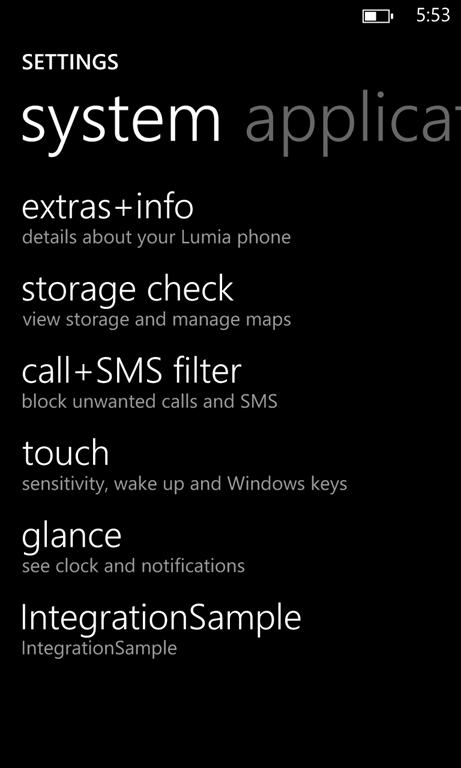 5:53
SETTINGS
system applica
extras+info
details about your Lumia phone
storage check
view storage and manage maps
call+SMS filter
block unwanted calls and SMS
touch
sensitivity, wake up and Windows keys
glance
see clock and notifications
IntegrationSample
IntegrationSample